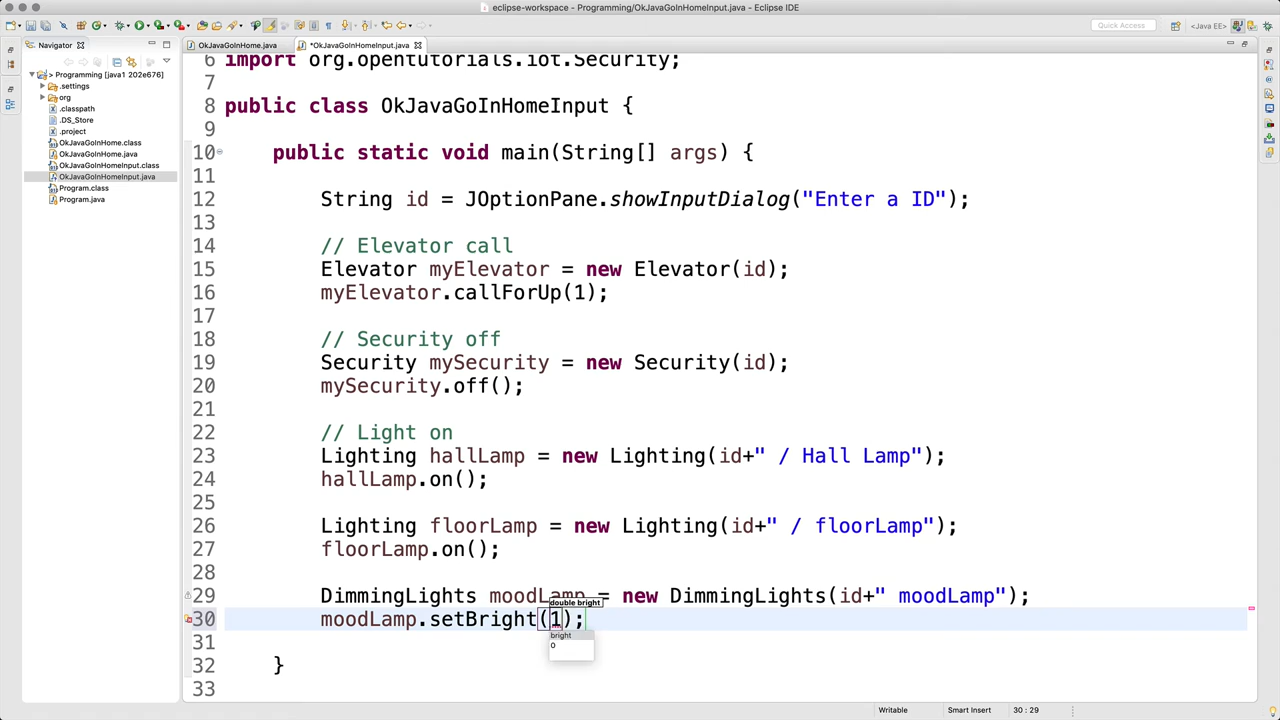 eclipse-workspace - Programming/OkJavaGoInHomeInput.java - Eclipse IDE
Quick Access
<Java EE>
Navigator
OkJavaGoInHome.java
*OkJavaGoInHomeInput.java
> Programming [java1 202e676]
.settings
org
.classpath
.DS_Store
.project
OkJavaGoInHome.class
OkJavaGoInHome.java
OkJavaGoInHomeInput.class
OkJavaGoInHomeInput.java
Program.class
Program.java
6 import org.opentutorials.iot.Security;
7
8 public class OkJavaGoInHomeInput {
9
10 public static void main(String[] args) {
11
12 String id = JOptionPane.showInputDialog("Enter a ID");
13
14 // Elevator call
15 Elevator myElevator = new Elevator(id);
16 myElevator.callForUp(1);
17
18 // Security off
19 Security mySecurity = new Security(id);
20 mySecurity.off();
21
22 // Light on
23 Lighting hallLamp = new Lighting(id+" / Hall Lamp");
24 hallLamp.on();
25
26 Lighting floorLamp = new Lighting(id+" / floorLamp");
27 floorLamp.on();
28
29 DimmingLights moodLamp = new DimmingLights(id+" moodLamp");
double bright
30 moodLamp.setBright(1);
bright
0
31
32 }
33
Writable
Smart Insert
30 : 29